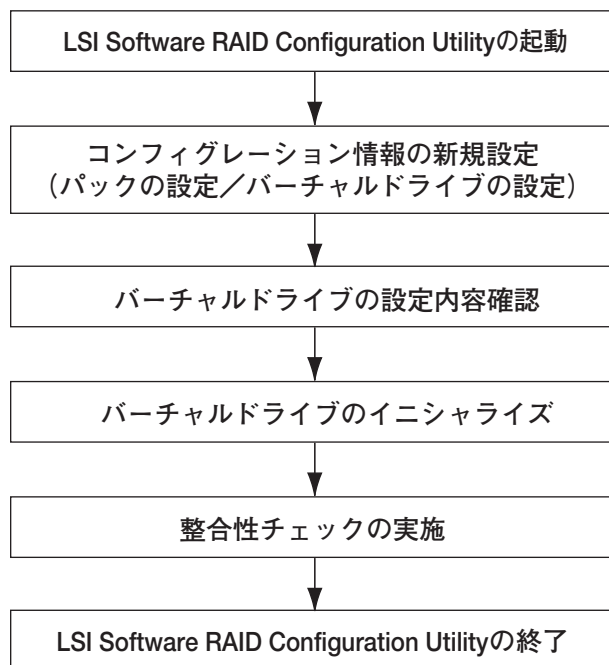 LSI Software RAID Configuration Utilityの起動
コンフィグレーション情報の新規設定
（パックの設定／バーチャルドライブの設定）
バーチャルドライブの設定内容確認
バーチャルドライブのイニシャライズ
整合性チェックの実施
LSI Software RAID Configuration Utilityの終了